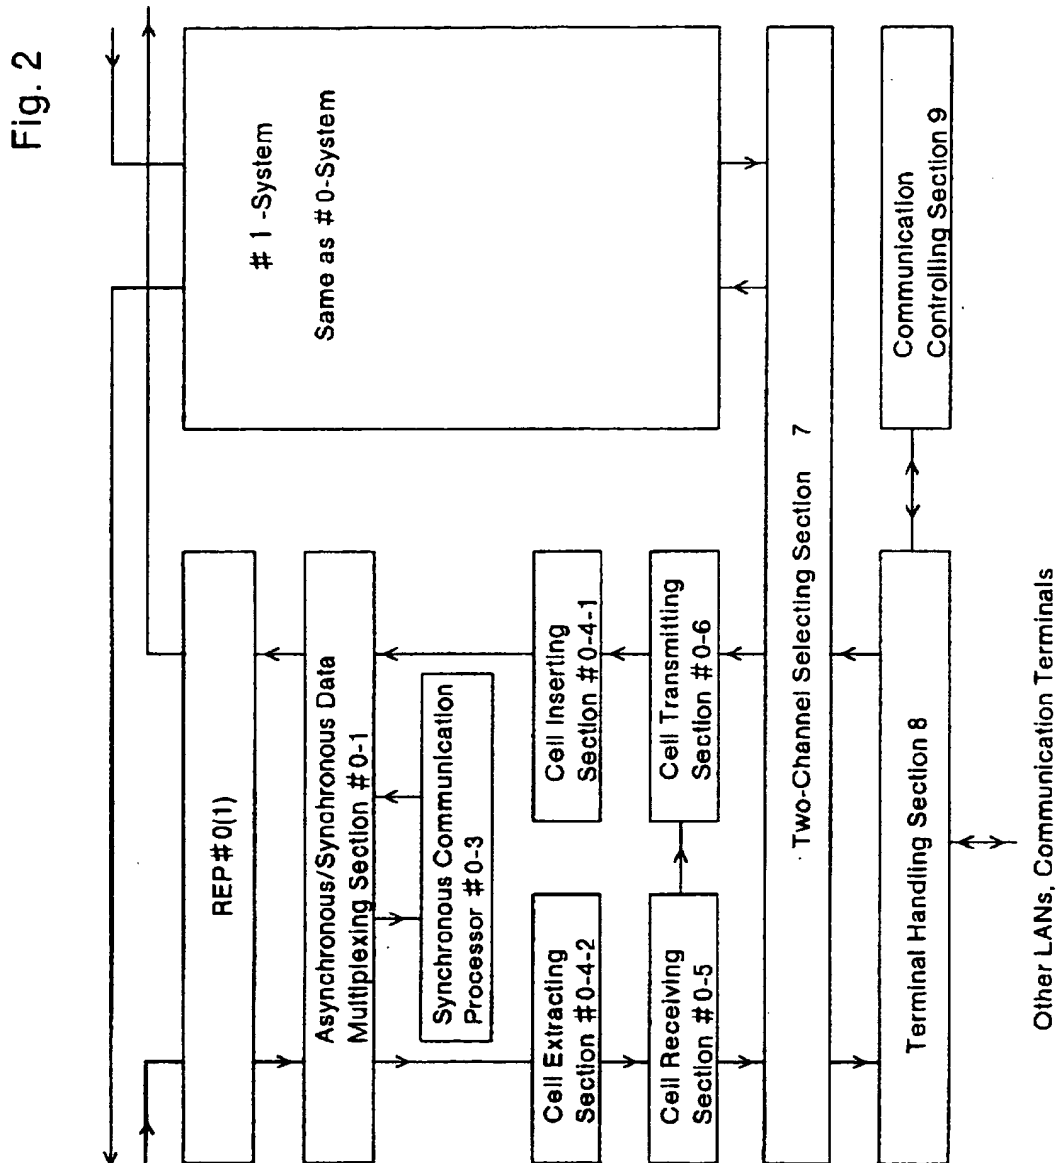 Fig. 2
REP#0(1)
Asynchronous/Synchronous Data
Multiplexing Section #0-1
Synchronous Communication
Processor #0-3
Cell Extracting
Section #0-4-2
Cell Inserting
Section #0-4-1
Cell Receiving
Section #0-5
Cell Transmitting
Section #0-6
#1-System
Same as #0-System
Two-Channel Selecting Section 7
Terminal Handling Section 8
Communication
Controlling Section 9
Other LANs, Communication Terminals